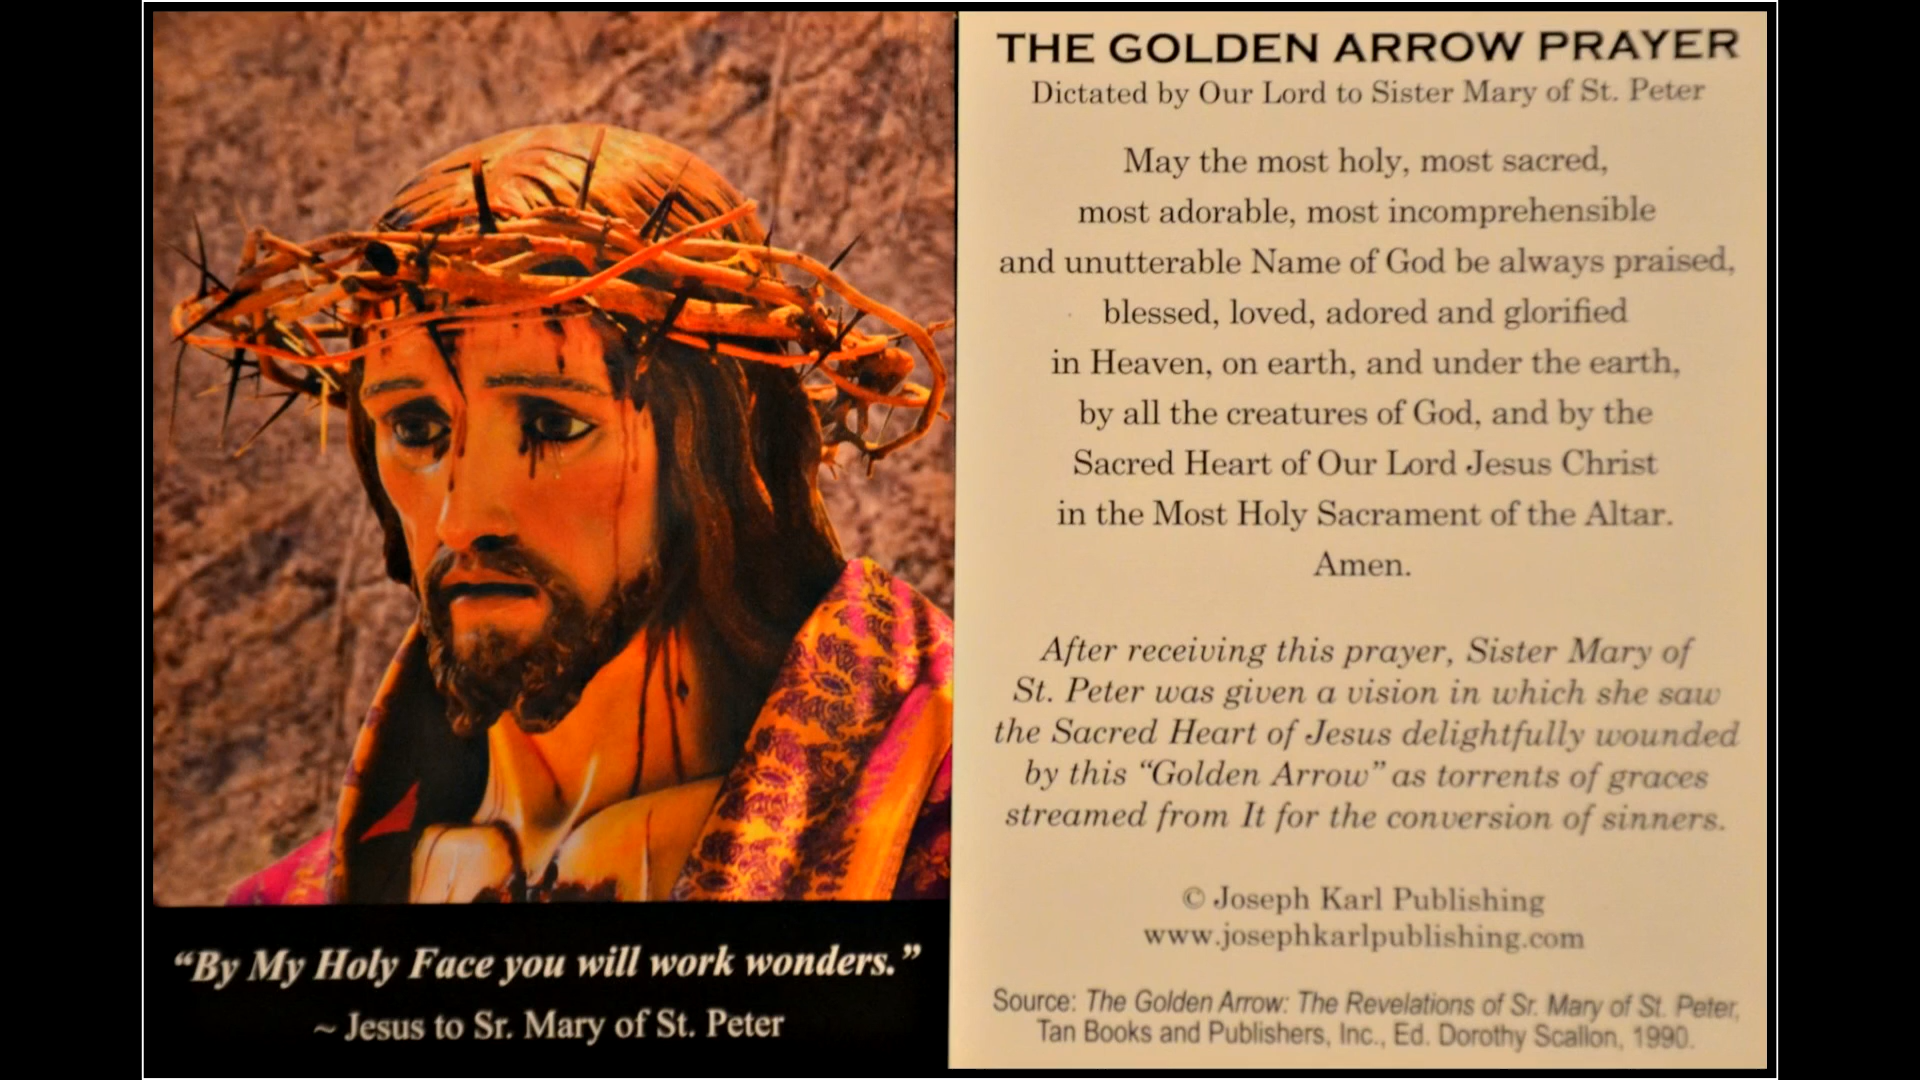 “By My Holy Face you will work wonders.”
~ Jesus to Sr. Mary of St. Peter
THE GOLDEN ARROW PRAYER
Dictated by Our Lord to Sister Mary of St. Peter
May the most holy, most sacred,
most adorable, most incomprehensible
and unutterable Name of God be always praised,
blessed, loved, adored and glorified
in Heaven, on earth, and under the earth,
by all the creatures of God, and by the
Sacred Heart of Our Lord Jesus Christ
in the Most Holy Sacrament of the Altar.
Amen.
After receiving this prayer, Sister Mary of
St. Peter was given a vision in which she saw
the Sacred Heart of Jesus delightfully wounded
by this “Golden Arrow” as torrents of graces
streamed from It for the conversion of sinners.
© Joseph Karl Publishing
www.josephkarlpublishing.com
Source: The Golden Arrow: The Revelations of Sr. Mary of St. Peter,
Tan Books and Publishers, Inc., Ed. Dorothy Scallon, 1990.